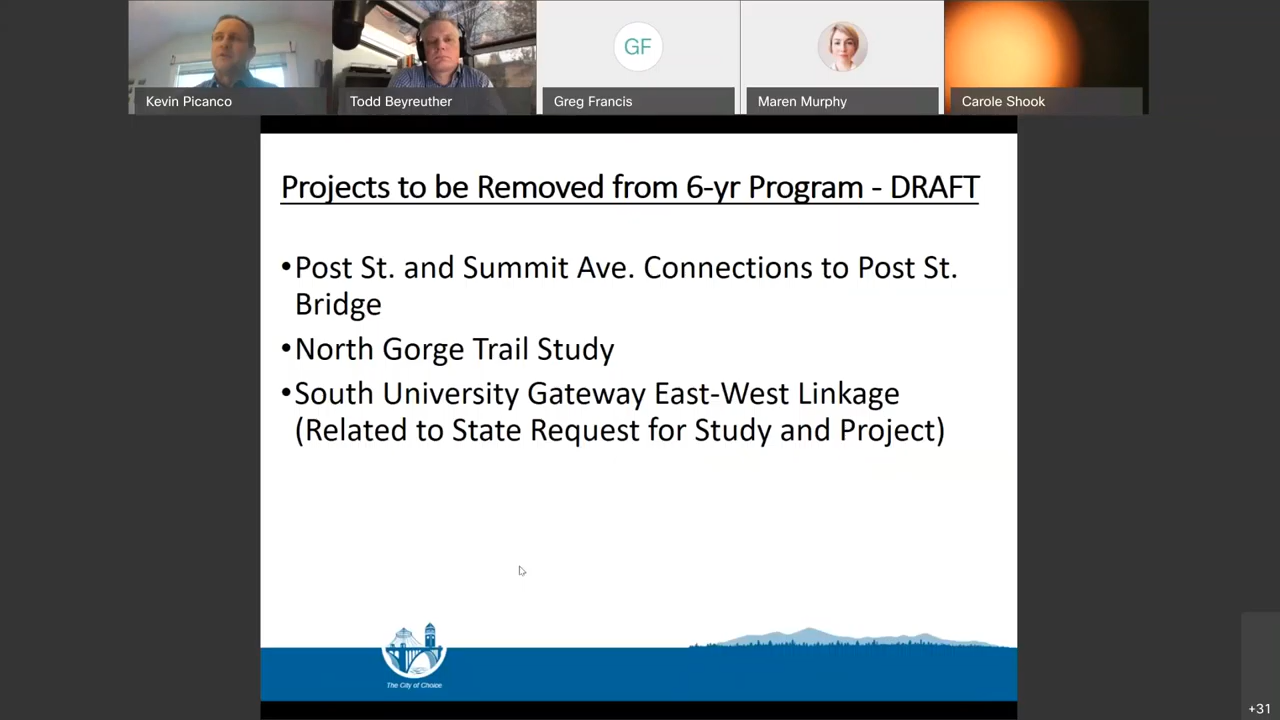 GF
Kevin Picanco
Todd Beyreuther
Greg Francis
Maren Murphy
Carole Shook
Projects to be Removed from 6-yr Program - DRAFT
•Post St. and Summit Ave. Connections to Post St.
Bridge
•North Gorge Trail Study
•South University Gateway East-West Linkage
(Related to State Request for Study and Project)
The City of Choice
+31